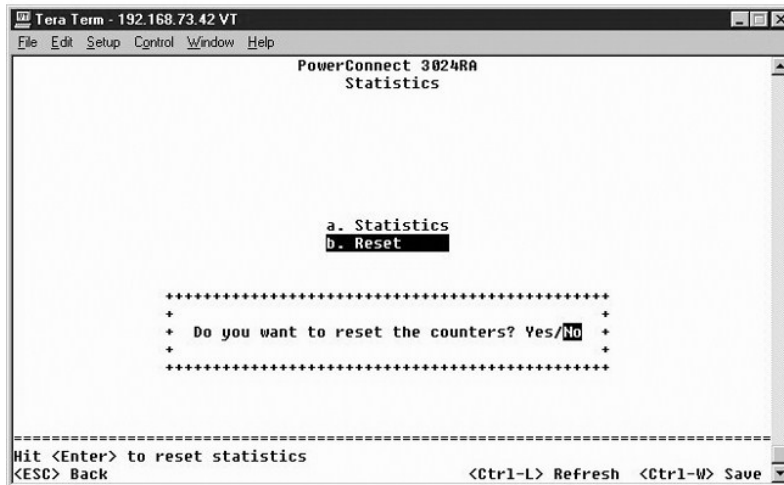 Tera Term - 192.168.73.42 VT
File Edit Setup Control Window Help
PowerConnect 3024RA
Statistics
a. Statistics
b. Reset
++++++++++++++++++++++++++++++++++++++++++++++++
+ +
+ Do you want to reset the counters? Yes/No +
+ +
++++++++++++++++++++++++++++++++++++++++++++++++
================================================================================
Hit <Enter> to reset statistics
<ESC> Back <Ctrl-L> Refresh <Ctrl-W> Save